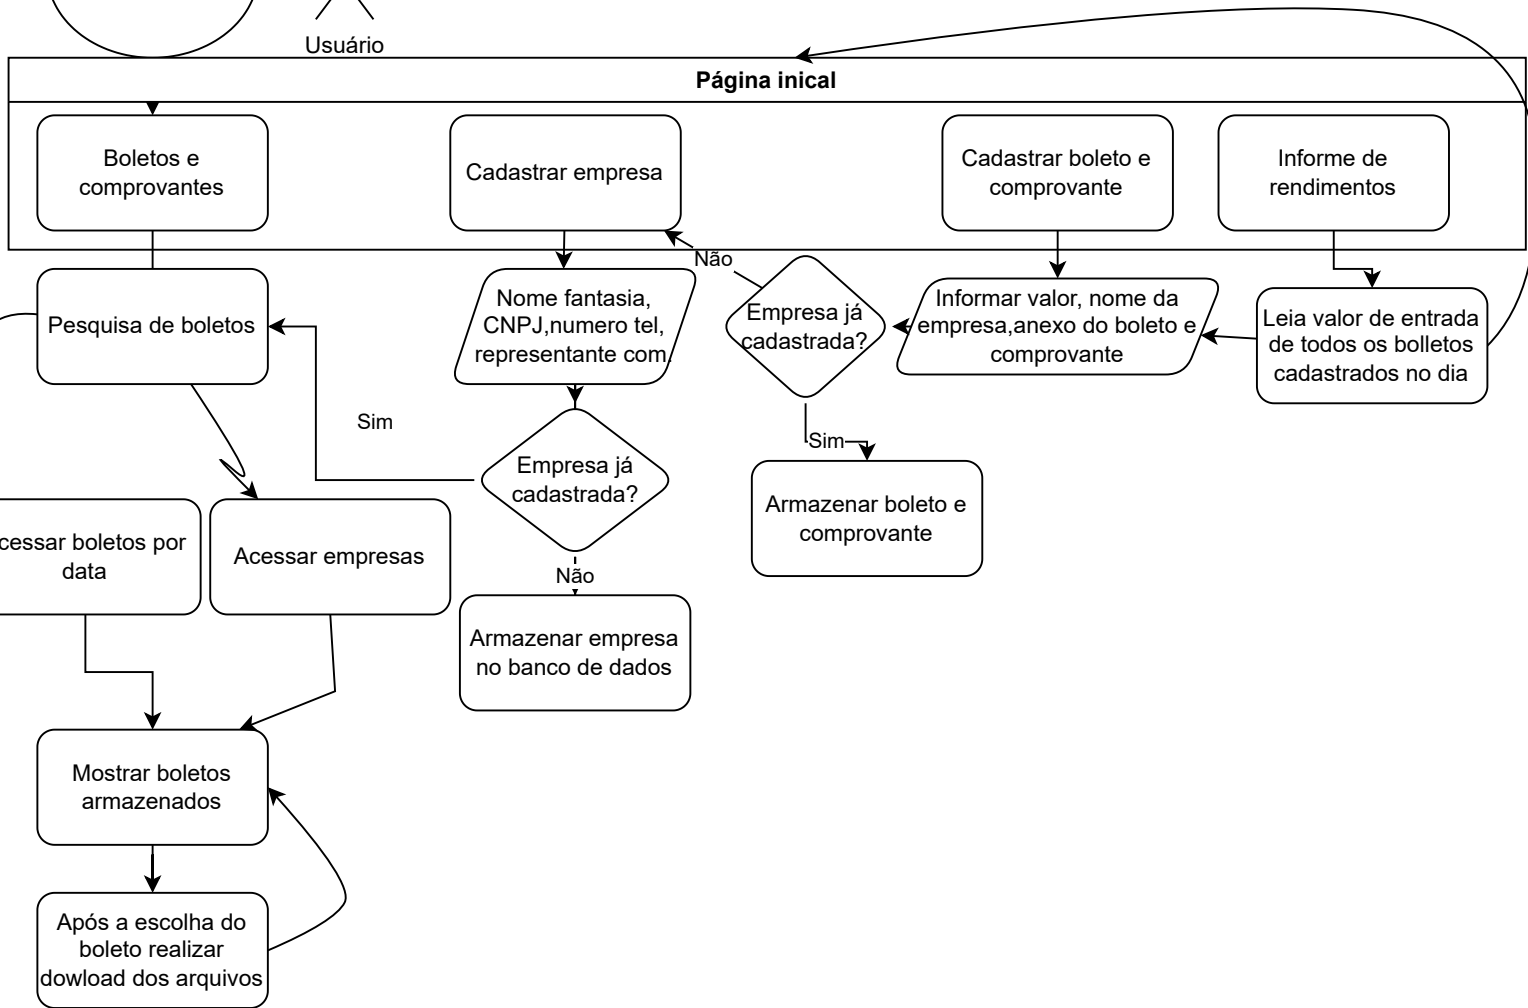 Usuário
Página inical
Boletos e
comprovantes
Cadastrar empresa
Cadastrar boleto e
comprovante
Informe de
rendimentos
Não
Pesquisa de boletos
Nome fantasia,
CNPJ,numero tel,
representante com.
Empresa já
cadastrada?
Informar valor, nome da
empresa,anexo do boleto e
comprovante
Leia valor de entrada
de todos os bolletos
cadastrados no dia
Sim
Sim
Empresa já
cadastrada?
Armazenar boleto e
comprovante
cessar boletos por
data
Acessar empresas
Não
Armazenar empresa
no banco de dados
Mostrar boletos
armazenados
Após a escolha do
boleto realizar
dowload dos arquivos